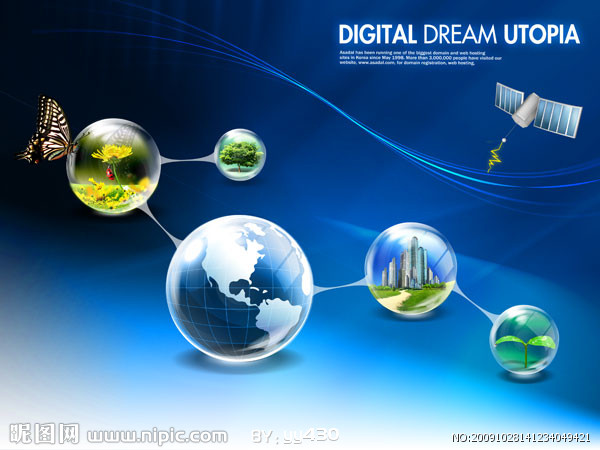 DIGITAL DREAM UTOPIA
Asadal has been running one of the biggest domain and web hosting
sites in Korea since May 1998. More than 3,000,000 people have visited our
website, www.asadal.com, for domain registration, web hosting.
昵图网 www.nipic.com BY: yy430
NO:20091028141234049421